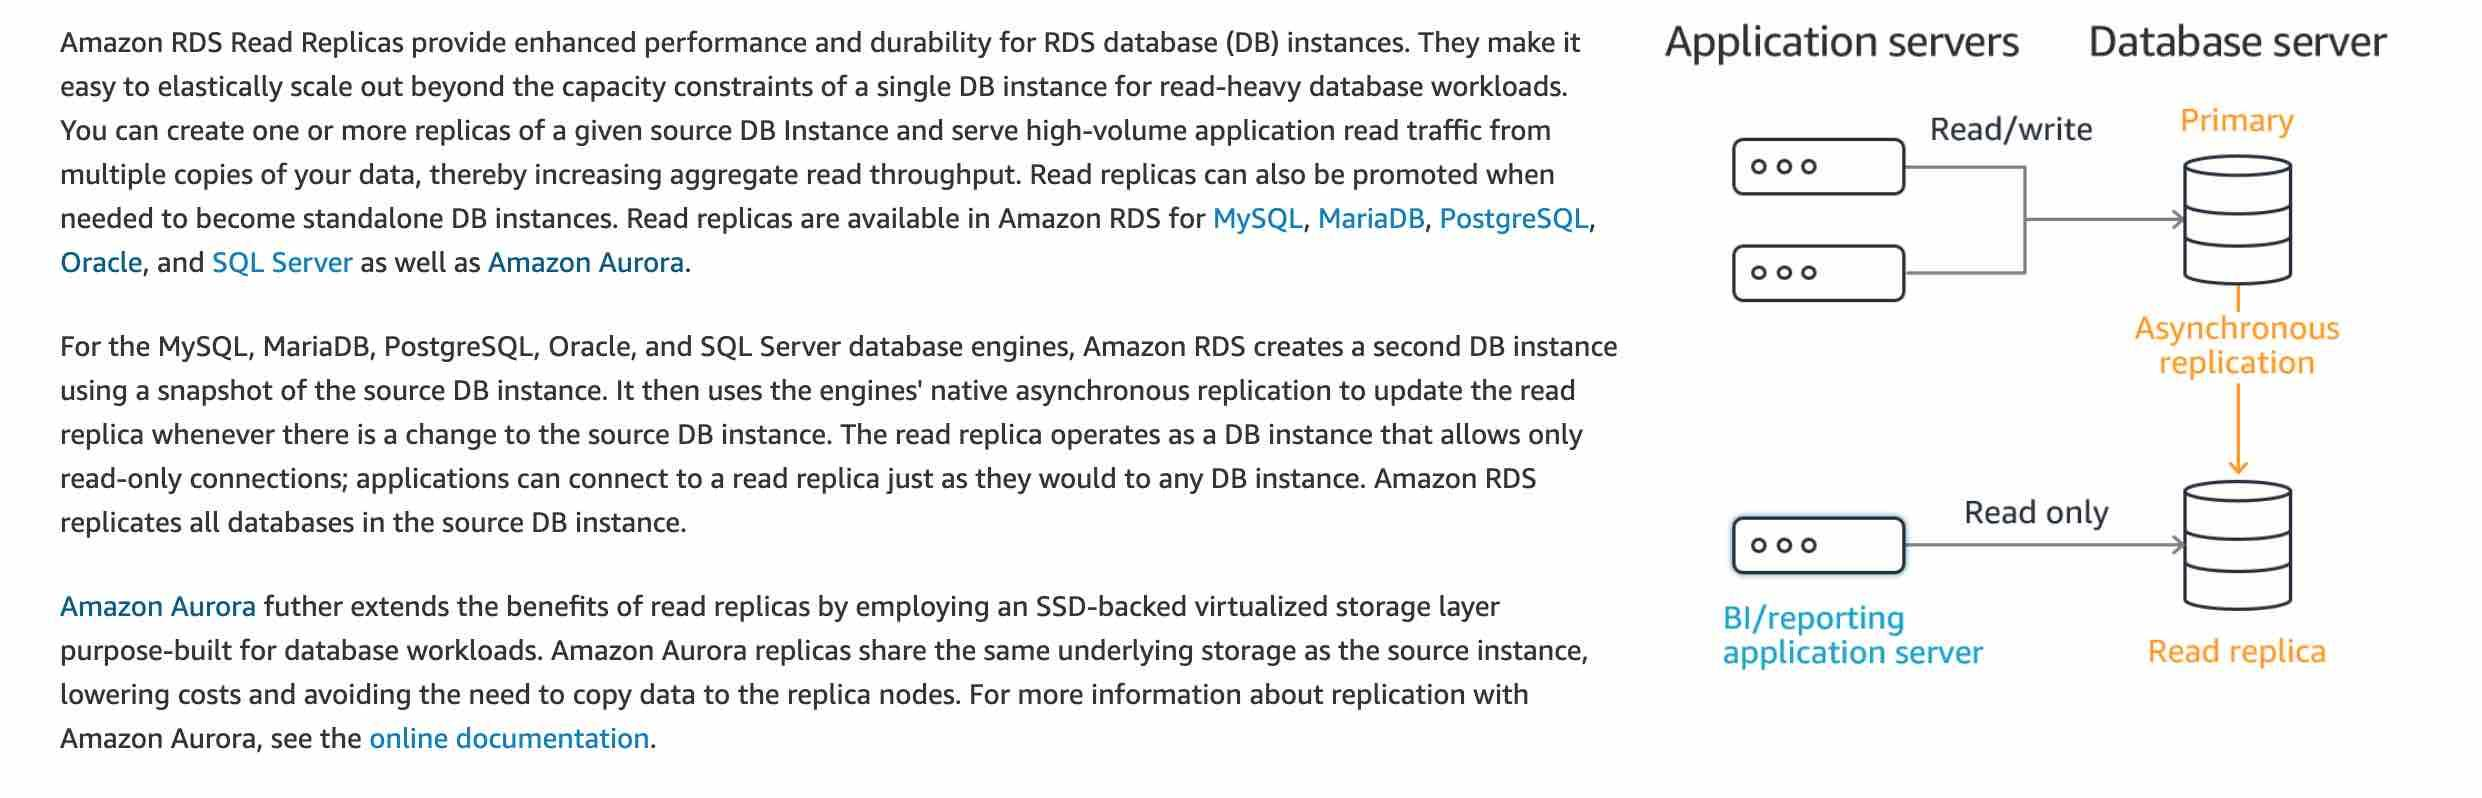 Amazon RDS Read Replicas provide enhanced performance and durability for RDS database (DB) instances. They make it
easy to elastically scale out beyond the capacity constraints of a single DB instance for read-heavy database workloads.
You can create one or more replicas of a given source DB Instance and serve high-volume application read traffic from
multiple copies of your data, thereby increasing aggregate read throughput. Read replicas can also be promoted when
needed to become standalone DB instances. Read replicas are available in Amazon RDS for MySQL, MariaDB, PostgreSQL,
Oracle, and SQL Server as well as Amazon Aurora.
For the MySQL, MariaDB, PostgreSQL, Oracle, and SQL Server database engines, Amazon RDS creates a second DB instance
using a snapshot of the source DB instance. It then uses the engines' native asynchronous replication to update the read
replica whenever there is a change to the source DB instance. The read replica operates as a DB instance that allows only
read-only connections; applications can connect to a read replica just as they would to any DB instance. Amazon RDS
replicates all databases in the source DB instance.
Amazon Aurora futher extends the benefits of read replicas by employing an SSD-backed virtualized storage layer
purpose-built for database workloads. Amazon Aurora replicas share the same underlying storage as the source instance,
lowering costs and avoiding the need to copy data to the replica nodes. For more information about replication with
Amazon Aurora, see the online documentation.
Application servers
Database server
Read/write
Primary
Asynchronous
replication
Read only
BI/reporting
application server
Read replica